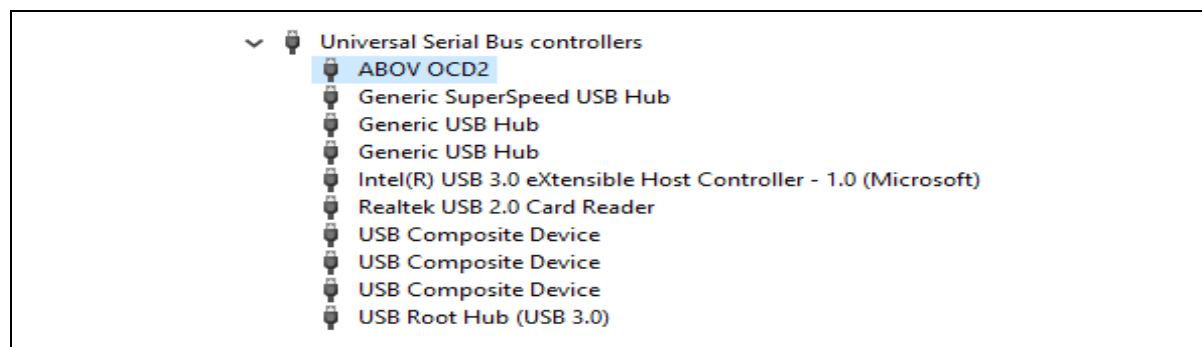 Universal Serial Bus controllers
ABOV OCD2
Generic SuperSpeed USB Hub
Generic USB Hub
Generic USB Hub
Intel(R) USB 3.0 eXtensible Host Controller - 1.0 (Microsoft)
Realtek USB 2.0 Card Reader
USB Composite Device
USB Composite Device
USB Composite Device
USB Root Hub (USB 3.0)